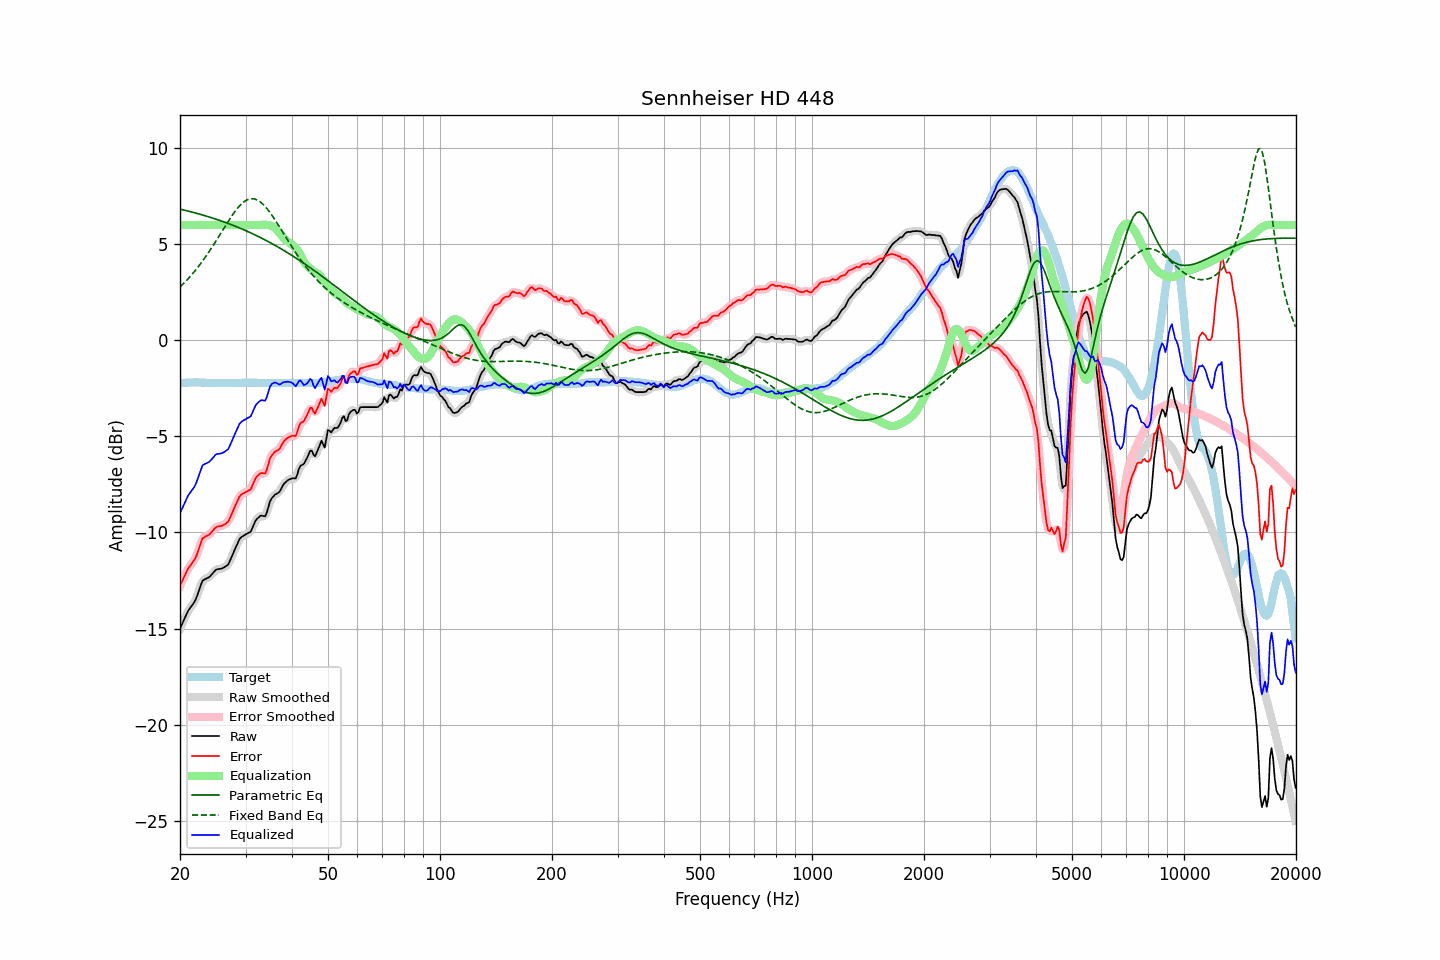 Sennheiser HD 448
Amplitude (dBr)
10
5
0
−5
−10
−15
−20
−25
Target
Raw Smoothed
Error Smoothed
Raw
Error
Equalization
Parametric Eq
Fixed Band Eq
Equalized
20 50 100 200 500 1000 2000 5000 10000 20000
Frequency (Hz)